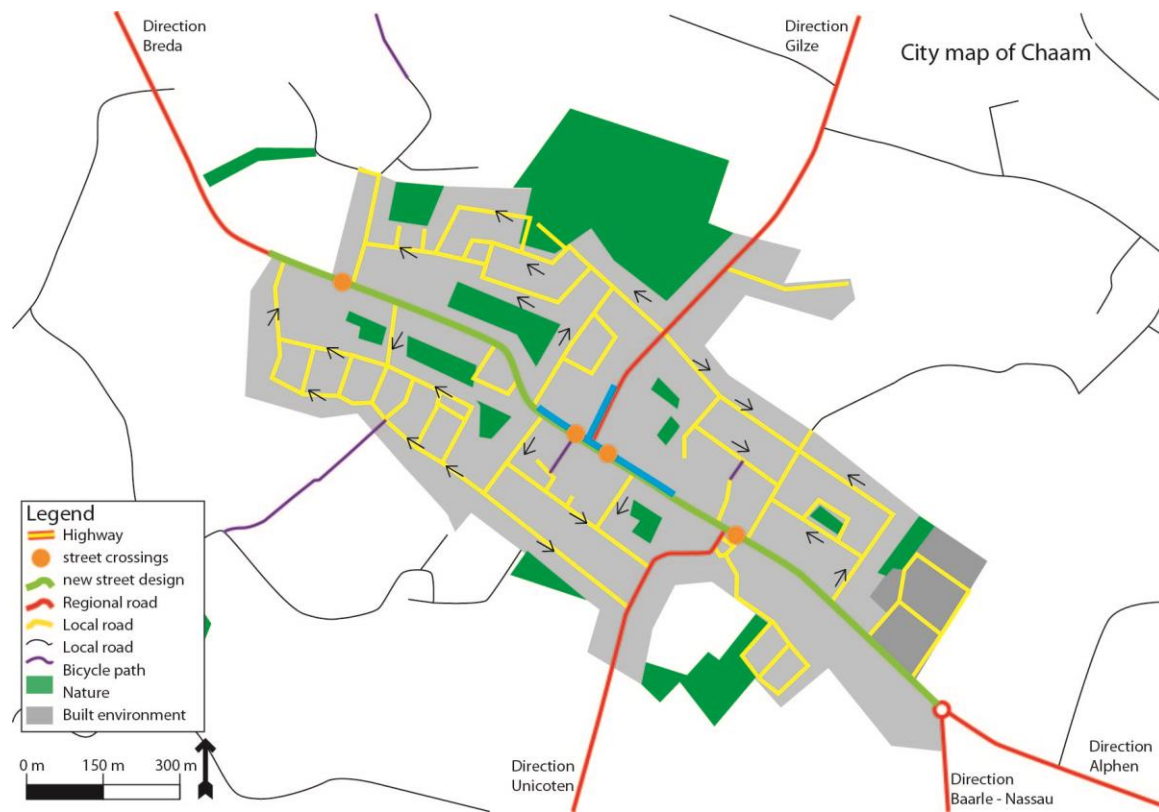 Direction
Breda
Direction
Gilze
City map of Chaam
Legend
Highway
street crossings
new street design
Regional road
Local road
Local road
Bicycle path
Nature
Built environment
0 m 150 m 300 m
Direction
Unicoten
Direction
Baarle - Nassau
Direction
Alphen